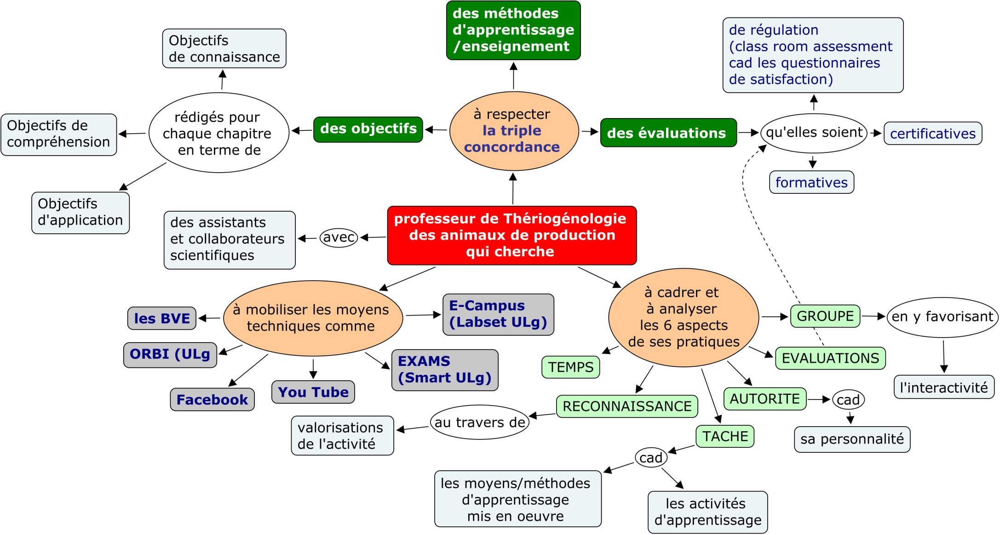 des méthodes
d'apprentissage
/enseignement
de régulation
(class room assessment
cad les questionnaires
de satisfaction)
Objectifs
de connaissance
rédigés pour
chaque chapitre
en terme de
Objectifs de
compréhension
des objectifs
à respecter
la triple
concordance
des évaluations
qu'elles soient
certificatives
formatives
Objectifs
d'application
des assistants
et collaborateurs
scientifiques
avec
professeur de Thériogénologie
des animaux de production
qui cherche
à mobiliser les moyens
techniques comme
les BVE
ORBI (ULg
Facebook
You Tube
EXAMS
(Smart ULg)
E-Campus
(Labset ULg)
à cadrer et
à analyser
les 6 aspects
de ses pratiques
GROUPE
en y favorisant
l'interactivité
EVALUATIONS
TEMPS
AUTORITE
cad
sa personnalité
RECONNAISSANCE
au travers de
valorisations
de l'activité
TACHE
cad
les moyens/méthodes
d'apprentissage
mis en oeuvre
les activités
d'apprentissage